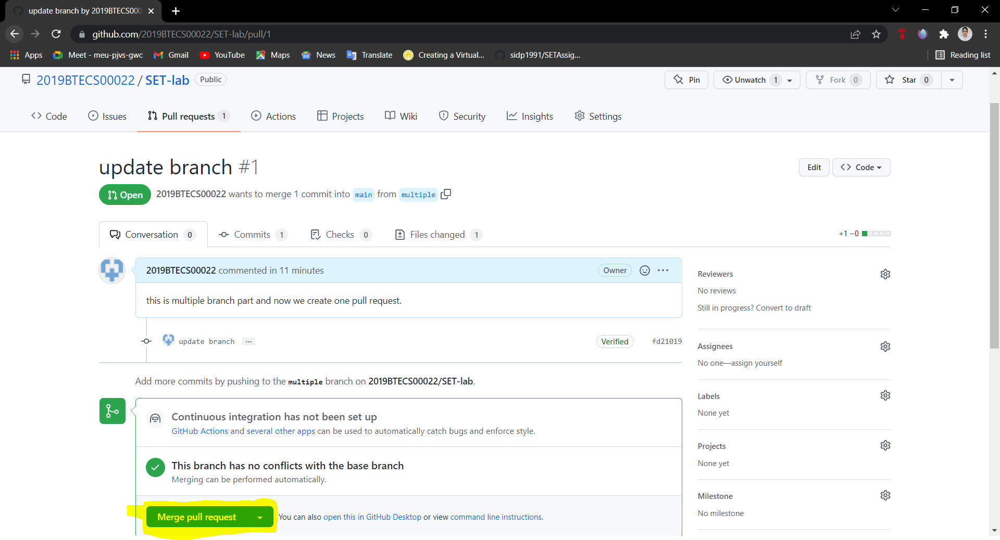 update branch by 2019BTECS000
github.com/2019BTECS00022/SET-lab/pull/1
Apps Meet - meu-pjvs-gwc Gmail YouTube Maps News Translate Creating a Virtual... sidp1991/SETAssig... Reading list
2019BTECS00022 / SET-lab Public Pin Unwatch 1 Fork 0 Star 0
Code Issues Pull requests 1 Actions Projects Wiki Security Insights Settings
update branch #1 Edit Code
Open 2019BTECS00022 wants to merge 1 commit into main from multiple
Conversation 0 Commits 1 Checks 0 Files changed 1 +1 −0
2019BTECS00022 commented in 11 minutes Owner
this is multiple branch part and now we create one pull request.
update branch ... Verified fd21019
Add more commits by pushing to the multiple branch on 2019BTECS00022/SET-lab.
Continuous integration has not been set up
GitHub Actions and several other apps can be used to automatically catch bugs and enforce style.
This branch has no conflicts with the base branch
Merging can be performed automatically.
Merge pull request You can also open this in GitHub Desktop or view command line instructions.
Reviewers
No reviews
Still in progress? Convert to draft
Assignees
No one—assign yourself
Labels
None yet
Projects
None yet
Milestone
No milestone